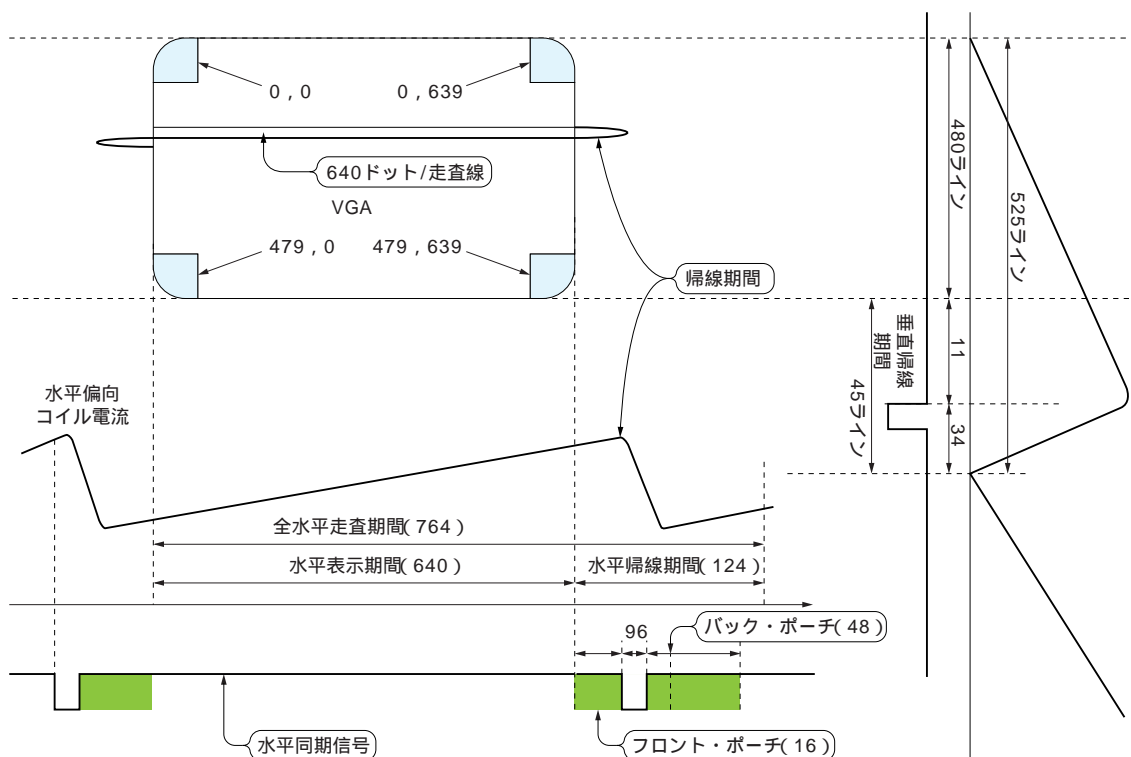 0 , 0
0 , 639
640ドット/走査線
VGA
479 , 0
479 , 639
帰線期間
480ライン
525ライン
垂直帰線
期間
11
45ライン
34
水平偏向
コイル電流
全水平走査期間( 764 )
水平表示期間( 640 )
水平帰線期間( 124 )
96
バック・ポーチ( 48 )
水平同期信号
フロント・ポーチ( 16 )